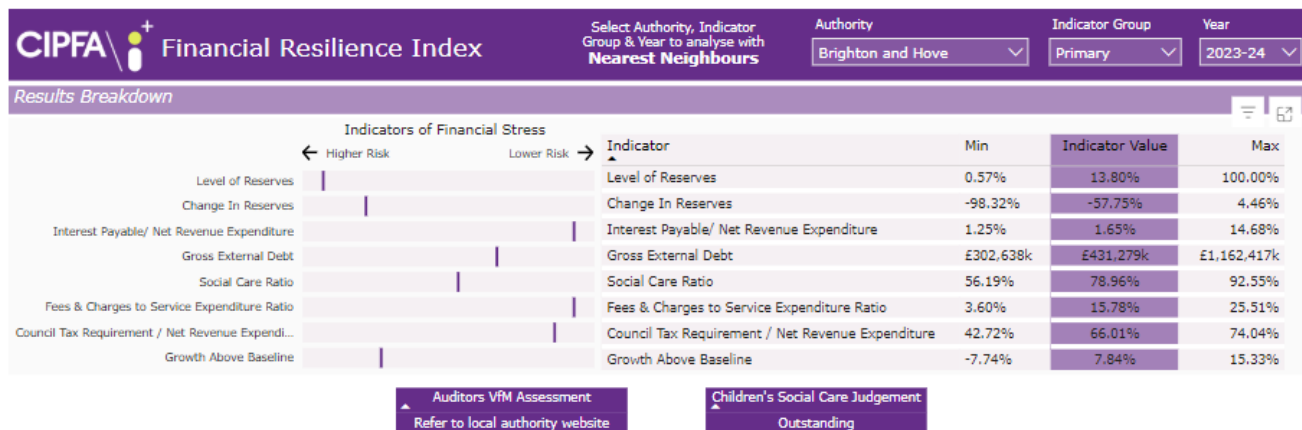 CIPFA\ i+ Financial Resilience Index
Select Authority, Indicator
Group & Year to analyse with
Nearest Neighbours
Authority
Brighton and Hove
Indicator Group
Primary
Year
2023-24
Results Breakdown
Indicators of Financial Stress
← Higher Risk Lower Risk →
Level of Reserves
Change In Reserves
Interest Payable/ Net Revenue Expenditure
Gross External Debt
Social Care Ratio
Fees & Charges to Service Expenditure Ratio
Council Tax Requirement / Net Revenue Expendi...
Growth Above Baseline
Indicator Min Indicator Value Max
Level of Reserves 0.57% 13.80% 100.00%
Change In Reserves -98.32% -57.75% 4.46%
Interest Payable/ Net Revenue Expenditure 1.25% 1.65% 14.68%
Gross External Debt £302,638k £431,279k £1,162,417k
Social Care Ratio 56.19% 78.96% 92.55%
Fees & Charges to Service Expenditure Ratio 3.60% 15.78% 25.51%
Council Tax Requirement / Net Revenue Expenditure 42.72% 66.01% 74.04%
Growth Above Baseline -7.74% 7.84% 15.33%
Auditors VfM Assessment
Refer to local authority website
Children's Social Care Judgement
Outstanding